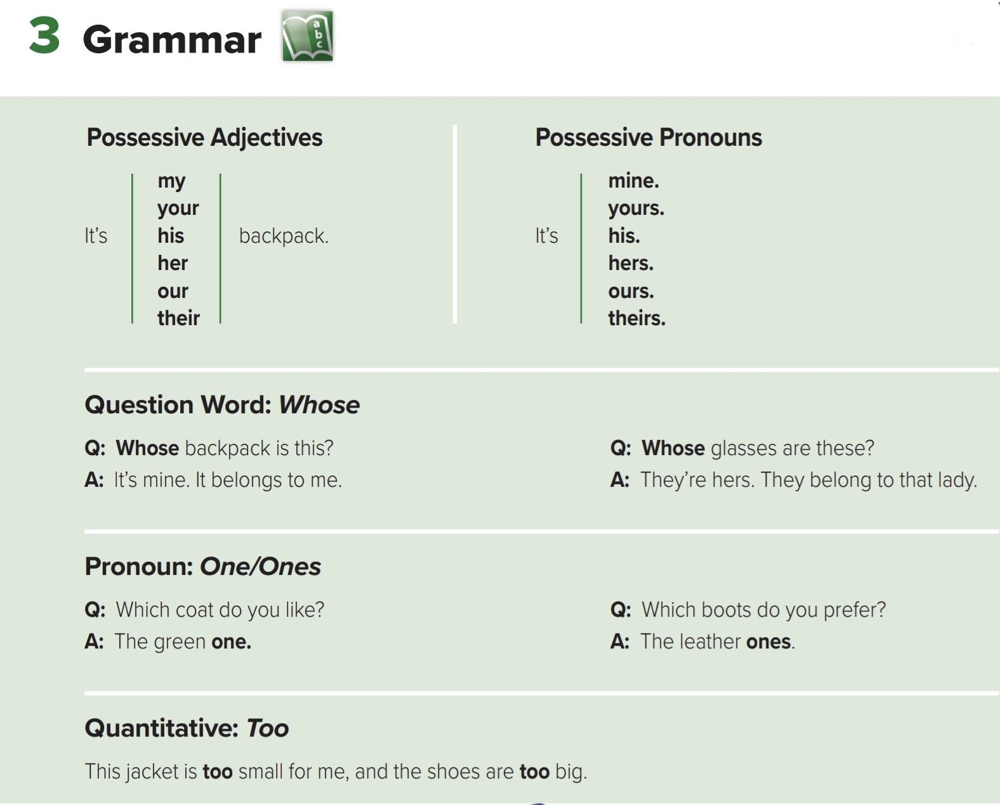 3 Grammar
a
b
c
Possessive Adjectives
It's
my
your
his
her
our
their
backpack.
Possessive Pronouns
It's
mine.
yours.
his.
hers.
ours.
theirs.
Question Word: Whose
Q: Whose backpack is this?
A: It's mine. It belongs to me.
Q: Whose glasses are these?
A: They're hers. They belong to that lady.
Pronoun: One/Ones
Q: Which coat do you like?
A: The green one.
Q: Which boots do you prefer?
A: The leather ones.
Quantitative: Too
This jacket is too small for me, and the shoes are too big.